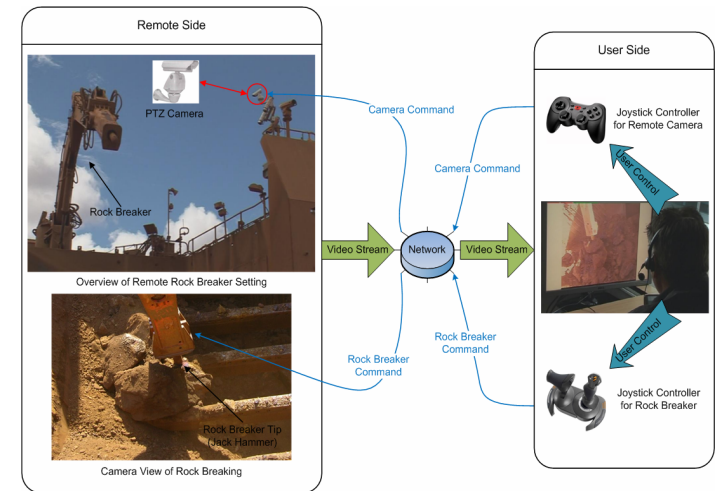 Remote Side
PTZ Camera
Rock Breaker
Overview of Remote Rock Breaker Setting
Rock Breaker Tip
(Jack Hammer)
Camera View of Rock Breaking
Camera Command
Camera Command
Video Stream
Network
Video Stream
Rock Breaker
Command
Rock Breaker
Command
User Side
Joystick Controller
for Remote Camera
User Control
User Control
Joystick Controller
for Rock Breaker